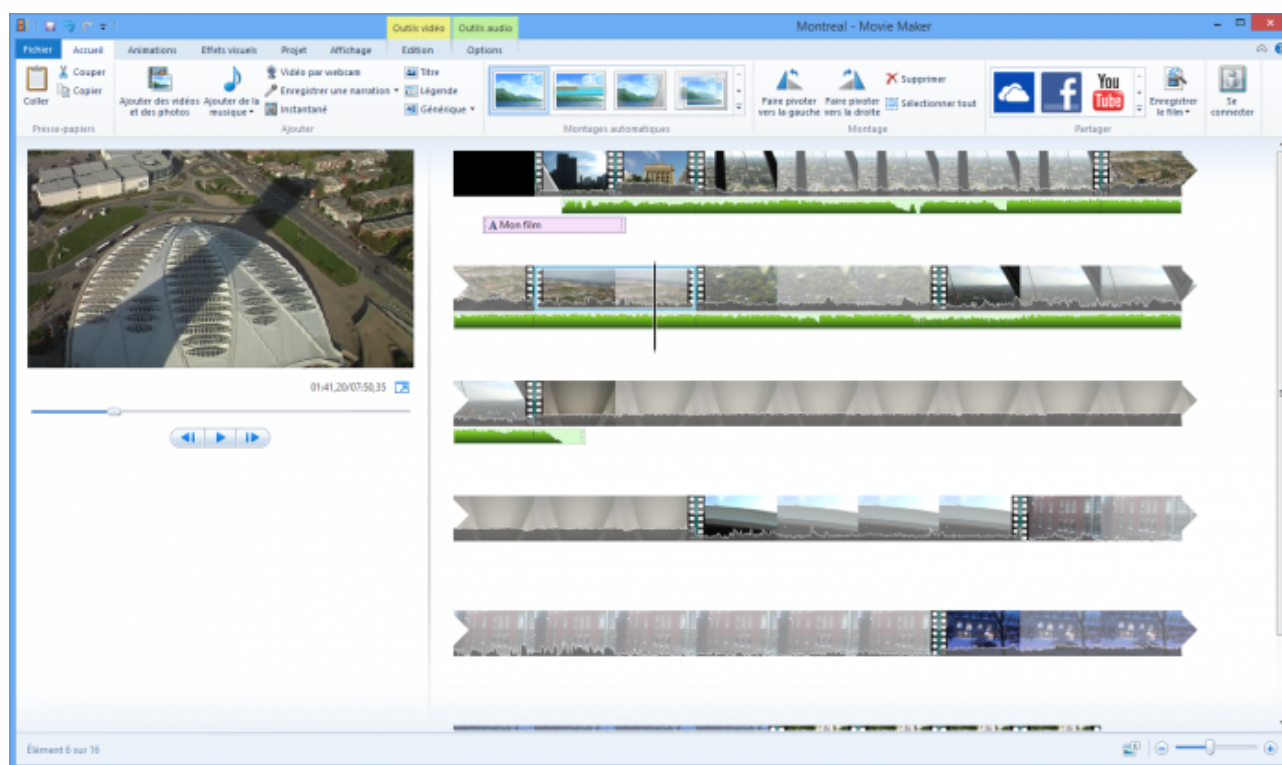 Outils vidéo Outils audio Montreal - Movie Maker
Fichier Accueil Animations Effets visuels Projet Affichage Edition Options
Coller
Couper
Copier
Presse-papiers
Ajouter des vidéos
et des photos
Ajouter de la
musique
Vidéo par webcam
Enregistrer une narration
Instantané
Titre
Légende
Générique
Ajouter
Montages automatiques
Faire pivoter
vers la gauche
Faire pivoter
vers la droite
Supprimer
Sélectionner tout
Montage
You
Tube
Partager
Enregistrer
le film
Se
connecter
A Mon film
01:41,20/07:50,35
Élément 6 sur 16